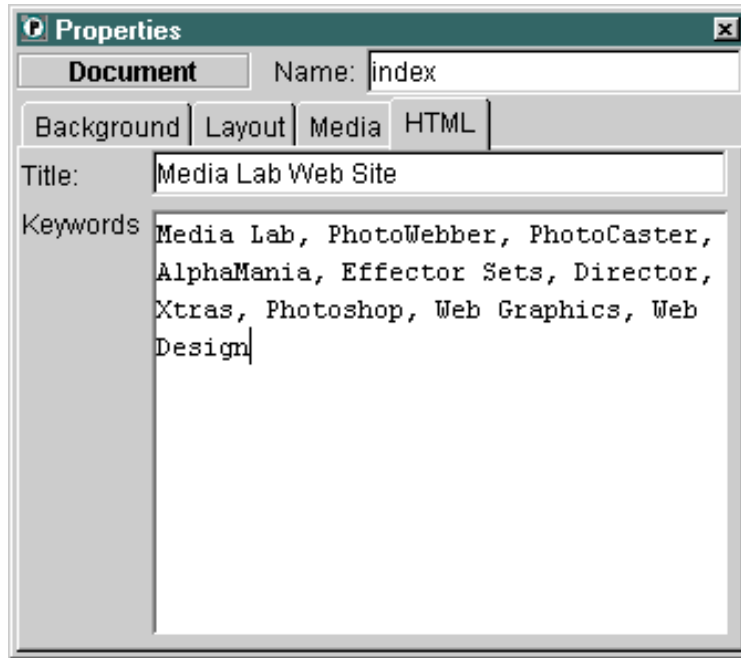 Properties
Document Name: index
Background Layout Media HTML
Title: Media Lab Web Site
Keywords Media Lab, PhotoWebber, PhotoCaster,
AlphaMania, Effector Sets, Director,
Xtras, Photoshop, Web Graphics, Web
Design